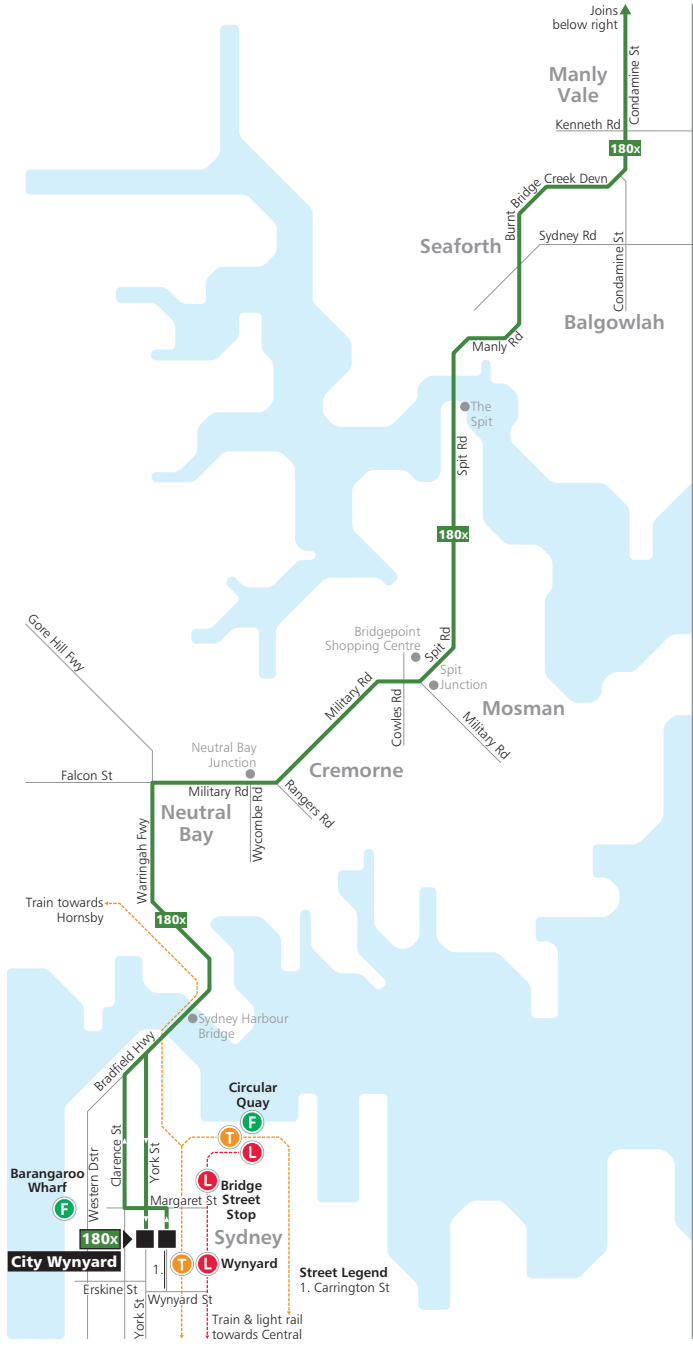 Joins
below right
Condamine St
Manly
Vale
Kenneth Rd
180x
Creek Devn
Burnt Bridge
Sydney Rd
Seaforth
Condamine St
Balgowlah
Manly Rd
The
Spit
Spit Rd
180x
Gore Hill Fwy
Bridgepoint
Shopping Centre
Spit Rd
Spit
Junction
Military Rd
Cowles Rd
Mosman
Military Rd
Neutral Bay
Junction
Cremorne
Falcon St
Military Rd
Rangers Rd
Wycombe Rd
Neutral
Bay
Warringah Fwy
Train towards
Hornsby
180x
Sydney Harbour
Bridge
Bradfield Hwy
Circular
Quay
F
T
L
Clarence St
York St
Western Dstr
Barangaroo
Wharf
F
L
Bridge
Street
Stop
Margaret St
180x
Sydney
City Wynyard
1.
T
L
Wynyard
Street Legend
1. Carrington St
Erskine St
Wynyard St
York St
Train & light rail
towards Central